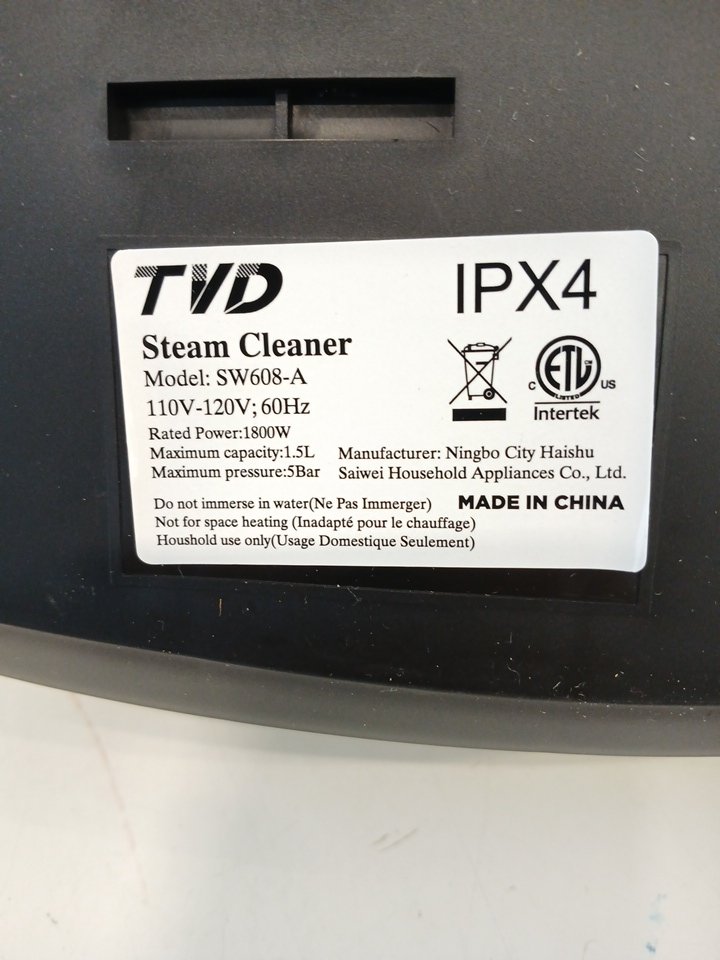 TVD
IPX4
Steam Cleaner
Model: SW608-A
110V-120V; 60Hz
Rated Power:1800W
Maximum capacity:1.5L
Maximum pressure:5Bar
C ETL US
LISTED
Intertek
Manufacturer: Ningbo City Haishu
Saiwei Household Appliances Co., Ltd.
Do not immerse in water(Ne Pas Immerger)
MADE IN CHINA
Not for space heating (Inadapté pour le chauffage)
Houshold use only(Usage Domestique Seulement)